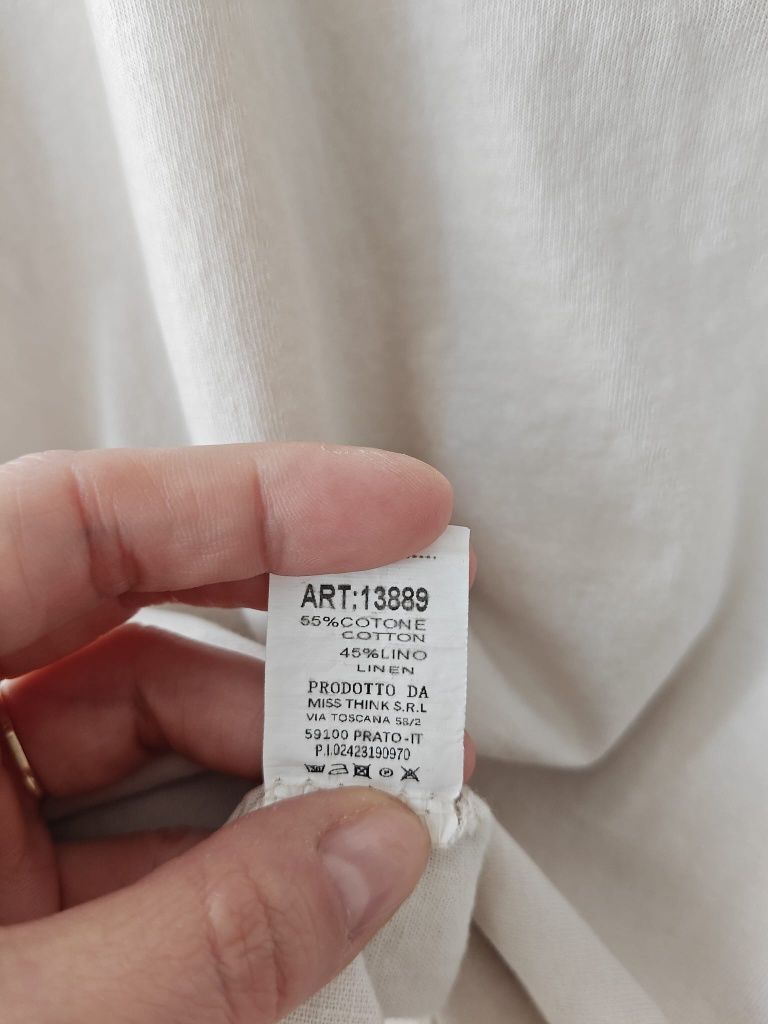 ART:13889
55%COTONE
COTTON
45%LINO
LINEN
PRODOTTO DA
MISS THINK S.R.L
VIA TOSCANA 58/2
59100 PRATO-IT
P.I.02423190970